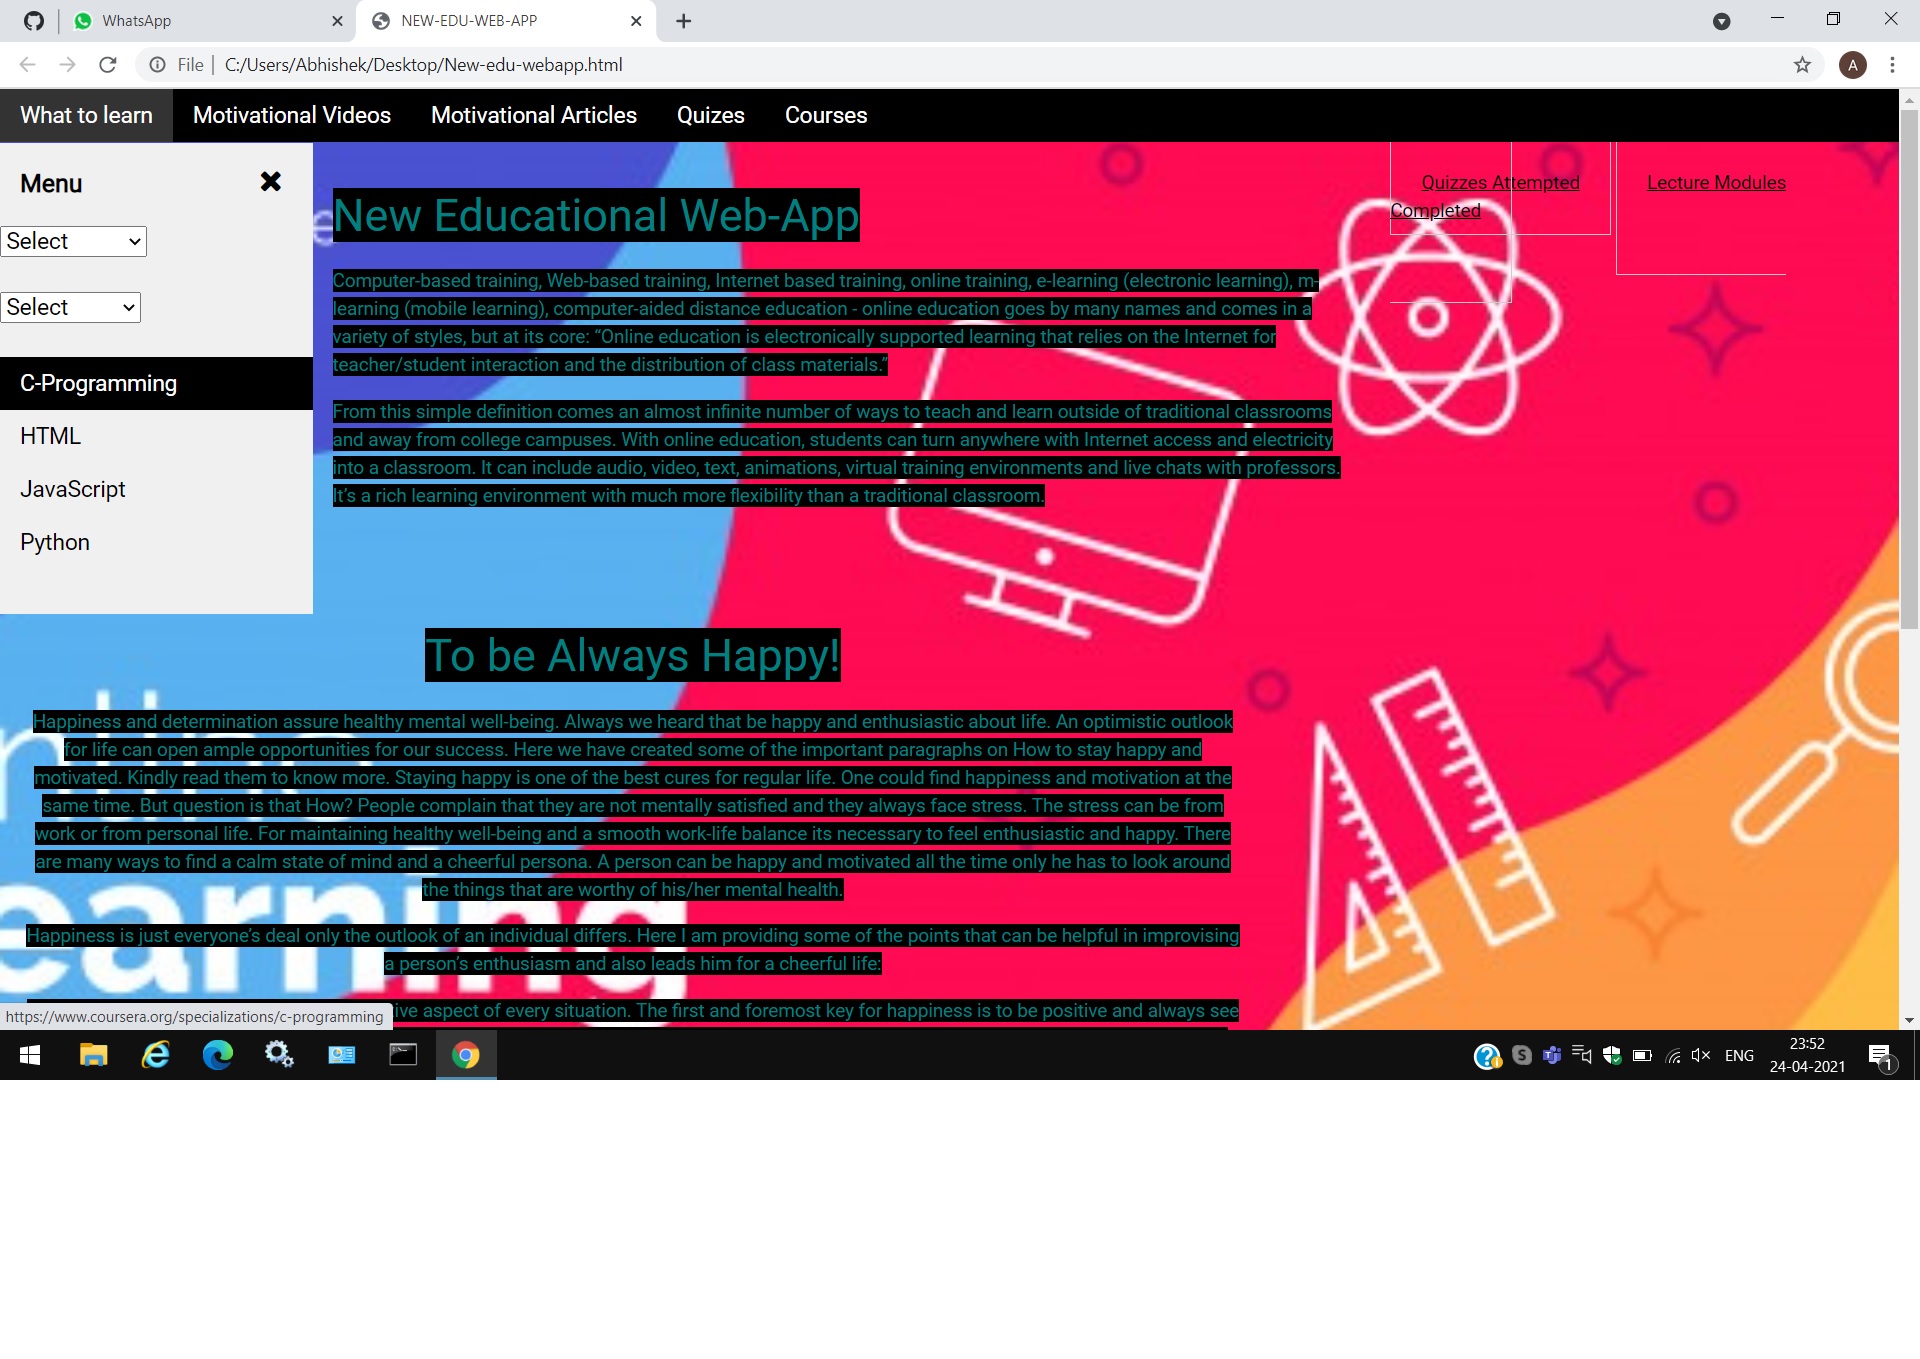 WhatsApp
NEW-EDU-WEB-APP
File
C:/Users/Abhishek/Desktop/New-edu-webapp.html
A
What to learn
Motivational Videos
Motivational Articles
Quizes
Courses
Menu
Select
Select
C-Programming
HTML
JavaScript
Python
New Educational Web-App
Computer-based training, Web-based training, Internet based training, online training, e-learning (electronic learning), m-
learning (mobile learning), computer-aided distance education - online education goes by many names and comes in a
variety of styles, but at its core: “Online education is electronically supported learning that relies on the Internet for
teacher/student interaction and the distribution of class materials.”
From this simple definition comes an almost infinite number of ways to teach and learn outside of traditional classrooms
and away from college campuses. With online education, students can turn anywhere with Internet access and electricity
into a classroom. It can include audio, video, text, animations, virtual training environments and live chats with professors.
It’s a rich learning environment with much more flexibility than a traditional classroom.
Quizzes Attempted
Completed
Lecture Modules
To be Always Happy!
Happiness and determination assure healthy mental well-being. Always we heard that be happy and enthusiastic about life. An optimistic outlook
for life can open ample opportunities for our success. Here we have created some of the important paragraphs on How to stay happy and
motivated. Kindly read them to know more. Staying happy is one of the best cures for regular life. One could find happiness and motivation at the
same time. But question is that How? People complain that they are not mentally satisfied and they always face stress. The stress can be from
work or from personal life. For maintaining healthy well-being and a smooth work-life balance its necessary to feel enthusiastic and happy. There
are many ways to find a calm state of mind and a cheerful persona. A person can be happy and motivated all the time only he has to look around
the things that are worthy of his/her mental health.
Happiness is just everyone’s deal only the outlook of an individual differs. Here I am providing some of the points that can be helpful in improvising
a person’s enthusiasm and also leads him for a cheerful life:
ive aspect of every situation. The first and foremost key for happiness is to be positive and always see
earning
https://www.coursera.org/specializations/c-programming
ENG
23:52
24-04-2021
1